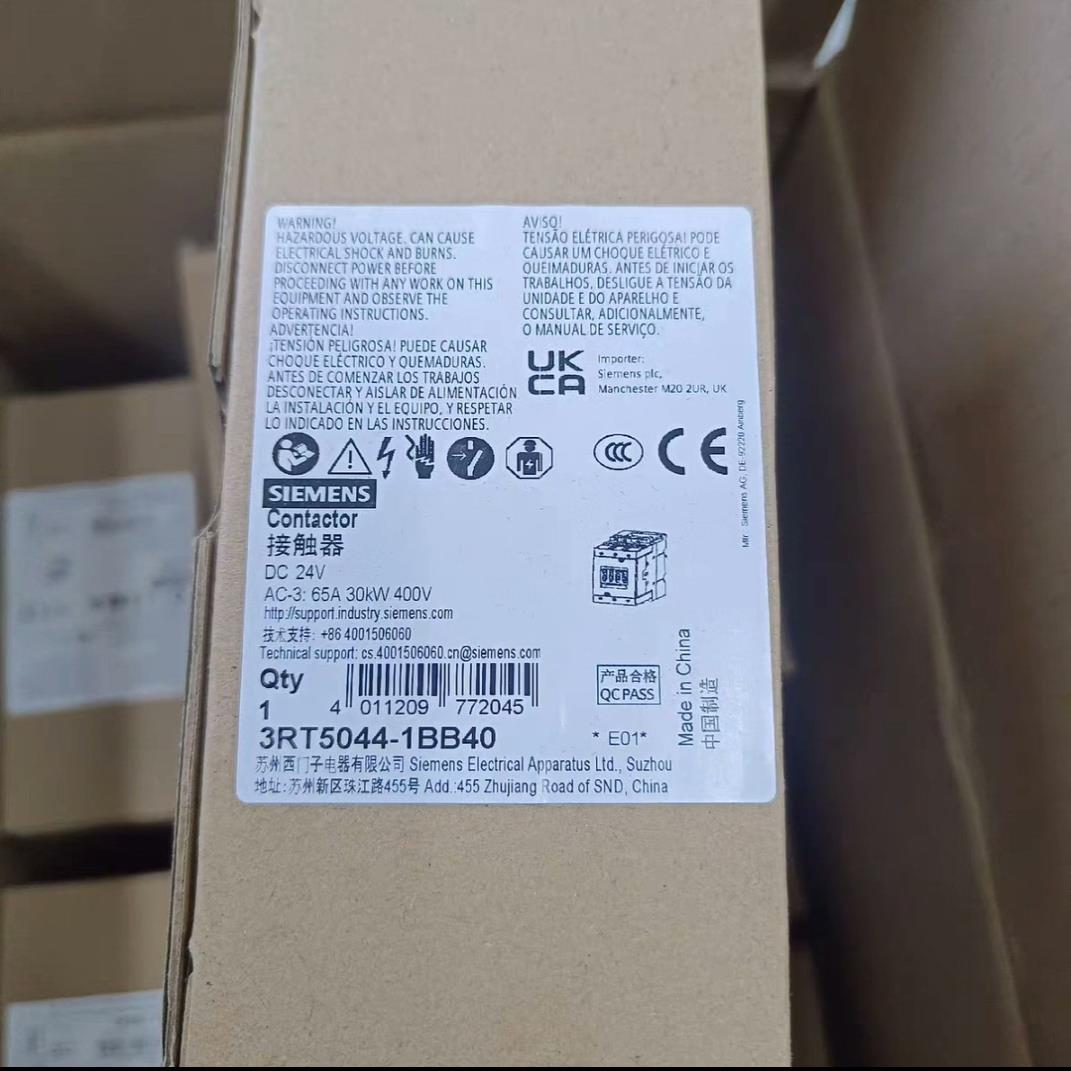 WARNING!
HAZARDOUS VOLTAGE. CAN CAUSE
ELECTRICAL SHOCK AND BURNS.
DISCONNECT POWER BEFORE
PROCEEDING WITH ANY WORK ON THIS
EQUIPMENT AND OBSERVE THE
OPERATING INSTRUCTIONS.
ADVERTENCIA!
¡TENSIÓN PELIGROSA! PUEDE CAUSAR
CHOQUE ELÉCTRICO Y QUEMADURAS.
ANTES DE COMENZAR LOS TRABAJOS
DESCONECTAR Y AISLAR DE ALIMENTACIÓN
LA INSTALACIÓN Y EL EQUIPO, Y RESPETAR
LO INDICADO EN LAS INSTRUCCIONES.
AVISO!
TENSÃO ELÉTRICA PERIGOSA! PODE
CAUSAR UM CHOQUE ELÉTRICO E
QUEIMADURAS. ANTES DE INICIAR OS
TRABALHOS, DESLIGUE A TENSÃO DA
UNIDADE E DO APARELHO E
CONSULTAR, ADICIONALMENTE,
O MANUAL DE SERVIÇO.
UK
CA
Importer:
Siemens plc,
Manchester M20 2UR, UK
CCC
CE
Mfr.: Siemens AG, DE-92220 Amberg
SIEMENS
Contactor
接触器
DC 24V
AC-3: 65A 30kW 400V
http://support.industry.siemens.com
技术支持: +86 4001506060
Technical support: cs.4001506060.cn@siemens.com
Qty
1
4 011209 772045
产品合格
QC PASS
Made in China
中国制造
3RT5044-1BB40
* E01*
苏州西门子电器有限公司 Siemens Electrical Apparatus Ltd., Suzhou
地址:苏州新区珠江路455号 Add.:455 Zhujiang Road of SND, China